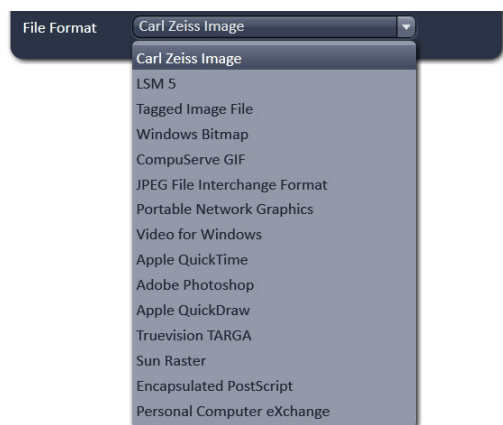 File Format Carl Zeiss Image
Carl Zeiss Image
LSM 5
Tagged Image File
Windows Bitmap
CompuServe GIF
JPEG File Interchange Format
Portable Network Graphics
Video for Windows
Apple QuickTime
Adobe Photoshop
Apple QuickDraw
Truevision TARGA
Sun Raster
Encapsulated PostScript
Personal Computer eXchange